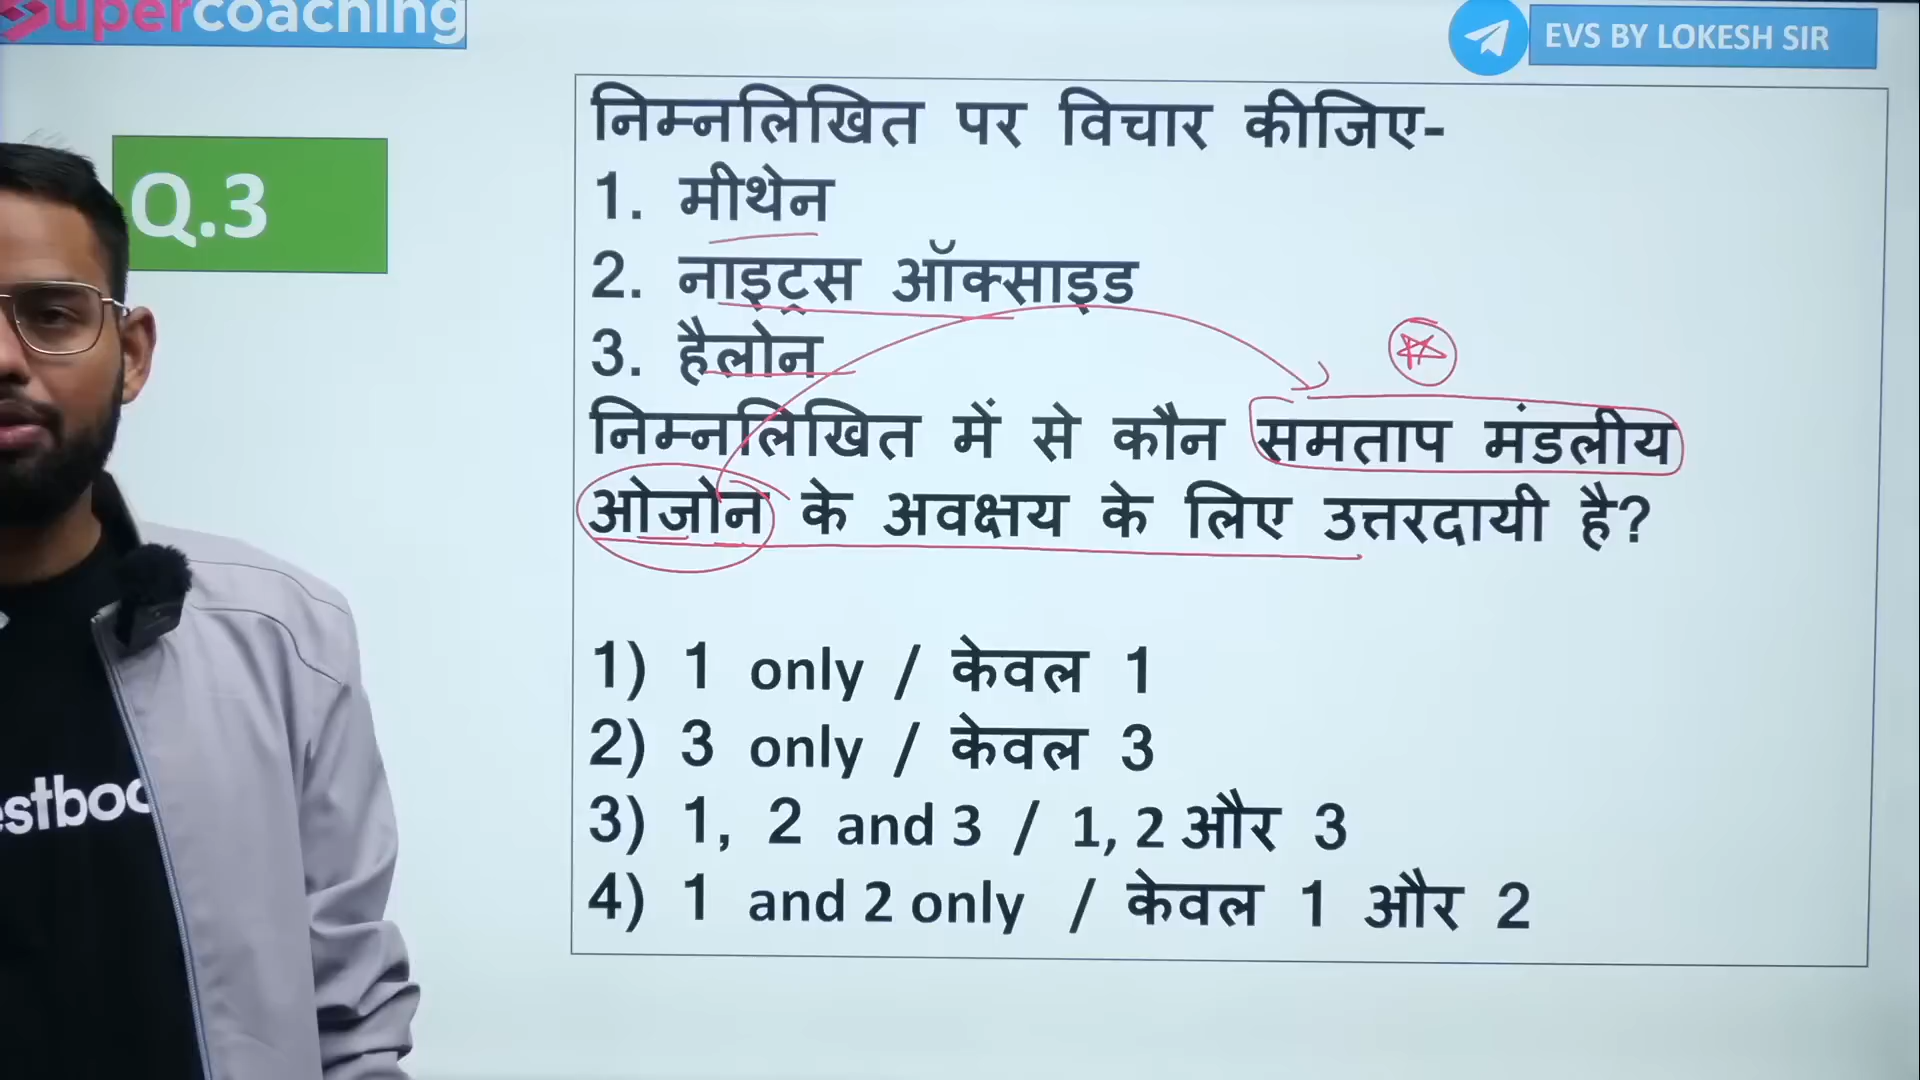 supercoaching
EVS BY LOKESH SIR
Q.3
निम्नलिखित पर विचार कीजिए-
1. मीथेन
2. नाइट्रस ऑक्साइड
3. हैलोन
निम्नलिखित में से कौन समताप मंडलीय
ओजोन के अवक्षय के लिए उत्तरदायी है?
1) 1 only / केवल 1
2) 3 only / केवल 3
3) 1, 2 and 3 / 1, 2 और 3
4) 1 and 2 only / केवल 1 और 2